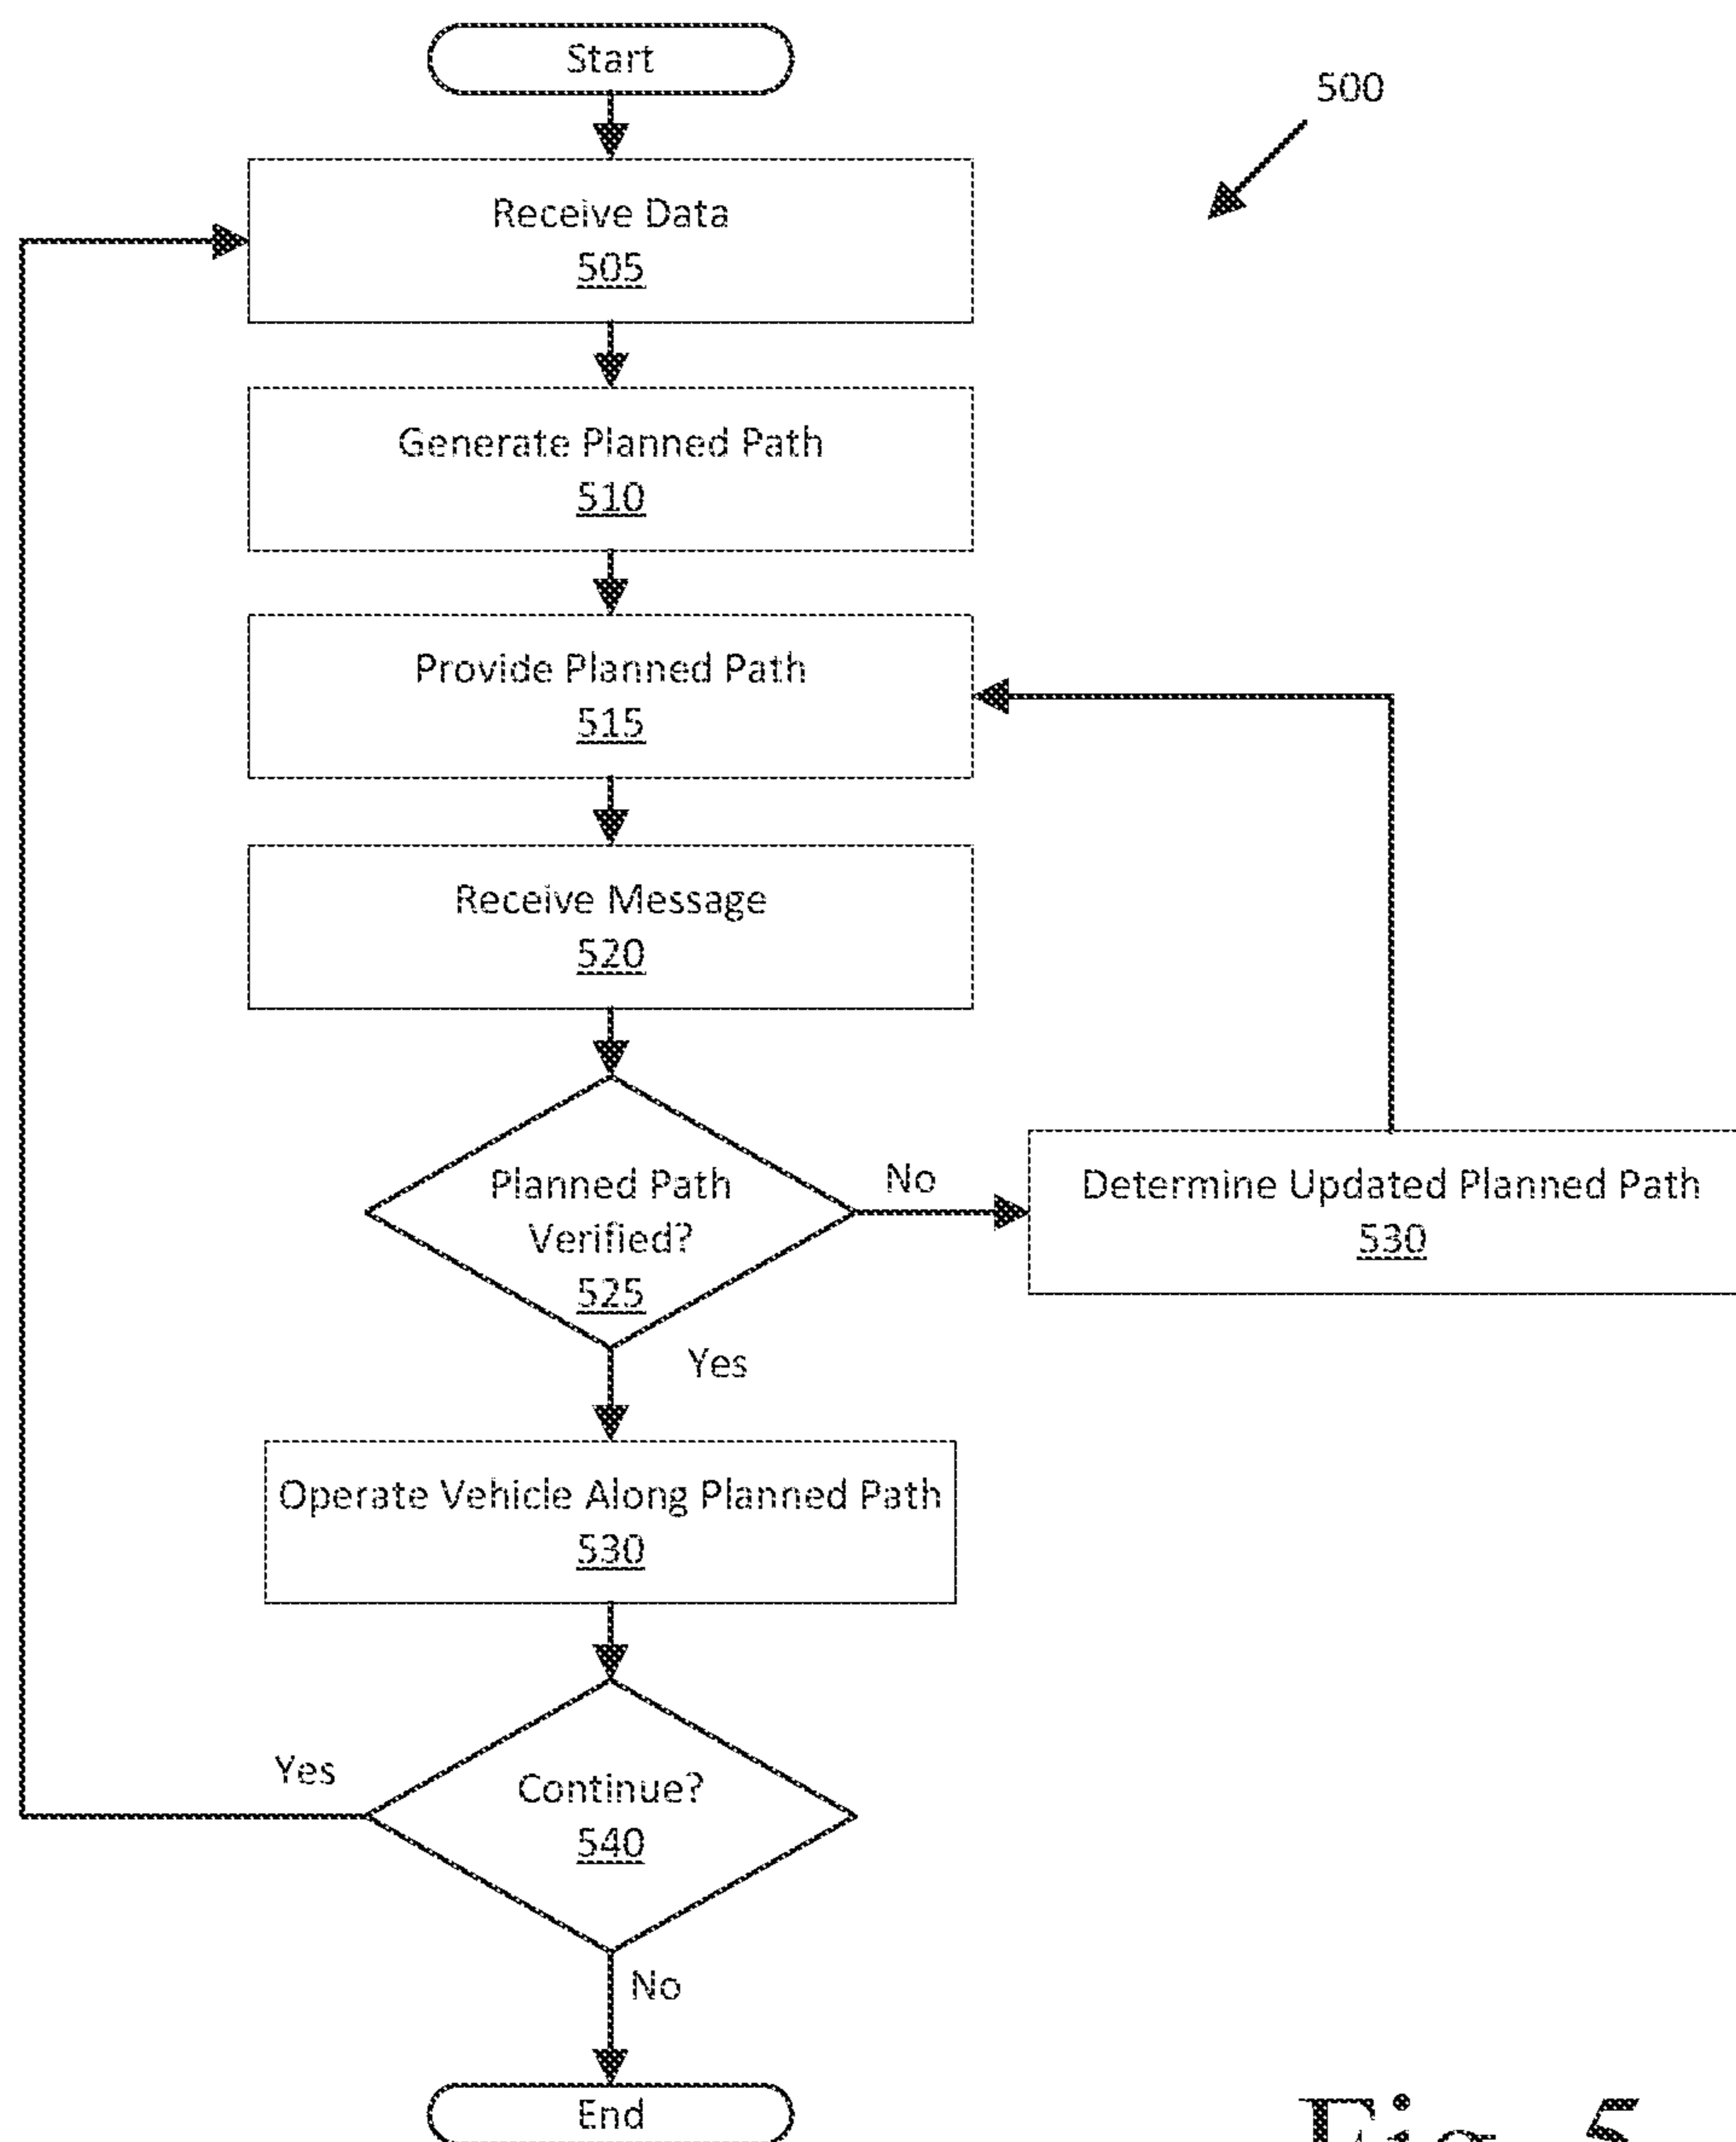 Start
500
Receive Data
505
Generate Planned Path
510
Provide Planned Path
515
Receive Message
520
Planned Path
Verified?
525
No
Determine Updated Planned Path
530
Yes
Operate Vehicle Along Planned Path
530
Yes
Continue?
540
No
End
Fig. 5